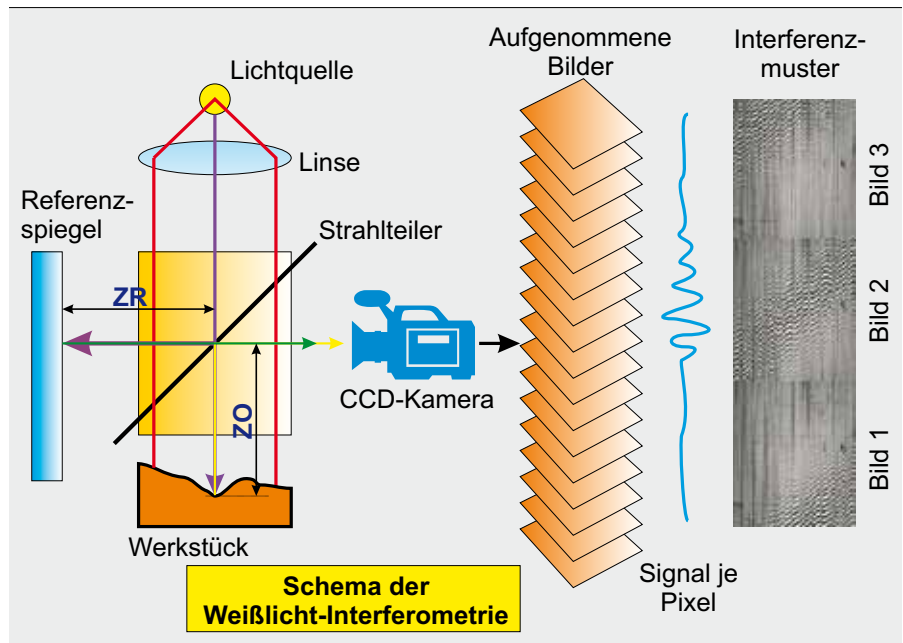 Lichtquelle
Linse
Referenz-
spiegel
Strahlteiler
ZR
ZO
CCD-Kamera
Werkstück
Schema der
Weißlicht-Interferometrie
Aufgenommene
Bilder
Signal je
Pixel
Interferenz-
muster
Bild 3
Bild 2
Bild 1